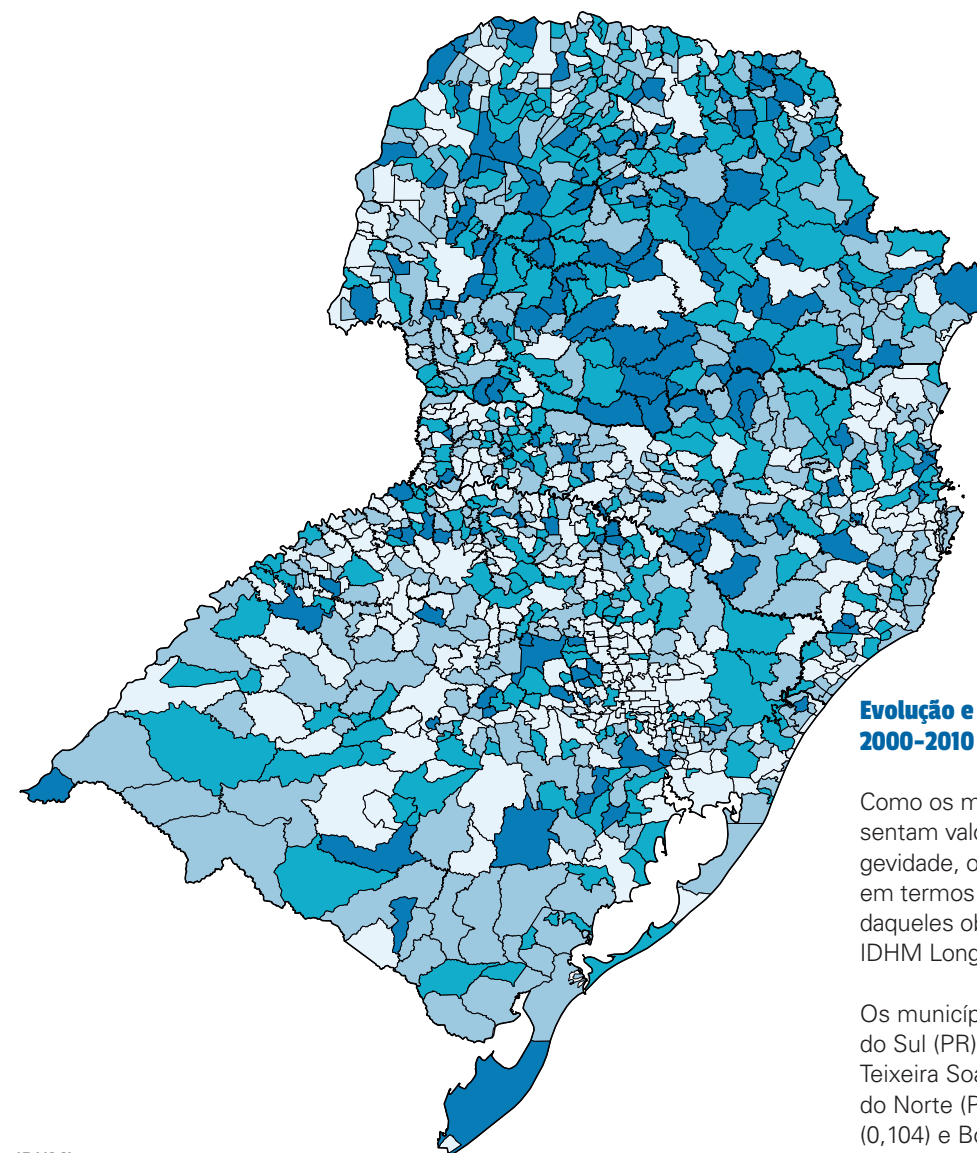 Evolução e
2000-2010
Como os m
sentam valo
gevidade, o
em termos
daqueles ob
IDHM Long
Os municíp
do Sul (PR)
Teixeira Soa
do Norte (P
(0,104) e Bo